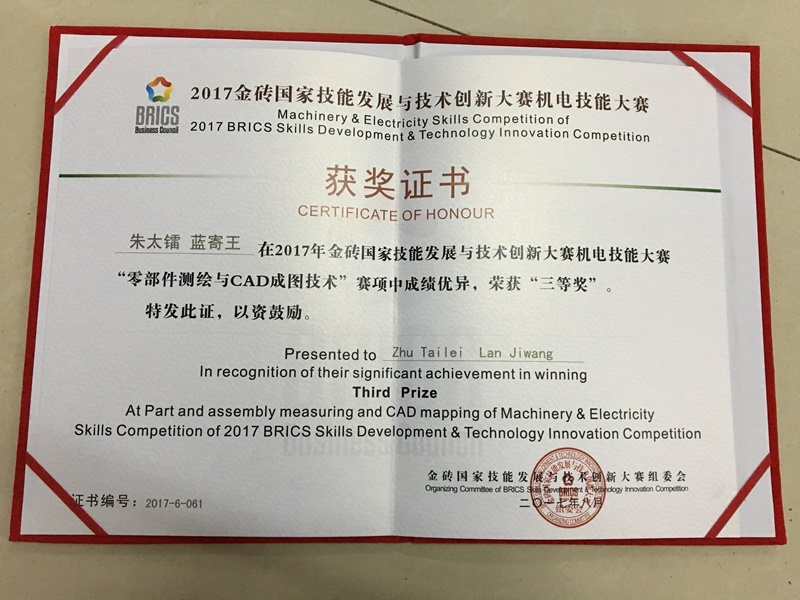 BRICS
Business Council
2017金砖国家技能发展与技术创新大赛机电技能大赛
Machinery & Electricity Skills Competition of
2017 BRICS Skills Development & Technology Innovation Competition
获奖证书
CERTIFICATE OF HONOUR
朱太镭 蓝寄王 在2017年金砖国家技能发展与技术创新大赛机电技能大赛
“零部件测绘与CAD成图技术”赛项中成绩优异，荣获“三等奖”。
特发此证，以资鼓励。
Presented to Zhu Tailei Lan Jiwang
In recognition of their significant achievement in winning
Third Prize
At Part and assembly measuring and CAD mapping of Machinery & Electricity
Skills Competition of 2017 BRICS Skills Development & Technology Innovation Competition
金砖国家技能发展与技术创新大赛组委会
Organizing Committee of BRICS Skills Development & Technology Innovation Competition
二〇一七年八月
证书编号：2017-6-061